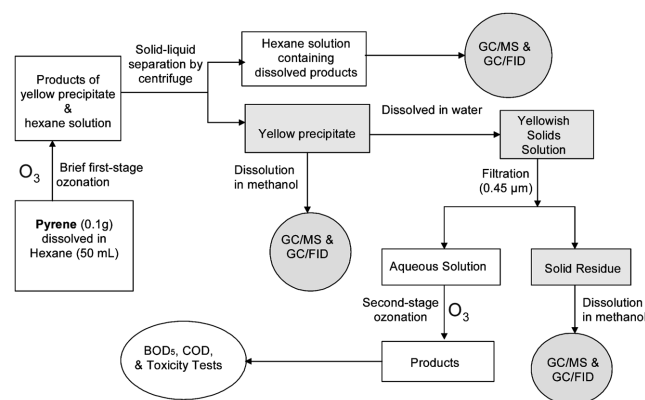 Products of
yellow precipitate
&
hexane solution
Solid-liquid
separation by
centrifuge
Hexane solution
containing
dissolved products
GC/MS &
GC/FID
Yellow precipitate
Dissolved in water
Yellowish
Solids
Solution
O3
Brief first-stage
ozonation
Dissolution
in methanol
Filtration
(0.45 µm)
Pyrene (0.1g)
dissolved in
Hexane (50 mL)
GC/MS &
GC/FID
Aqueous Solution
Solid Residue
Second-stage
ozonation
O3
Dissolution
in methanol
BOD5, COD,
& Toxicity Tests
Products
GC/MS &
GC/FID